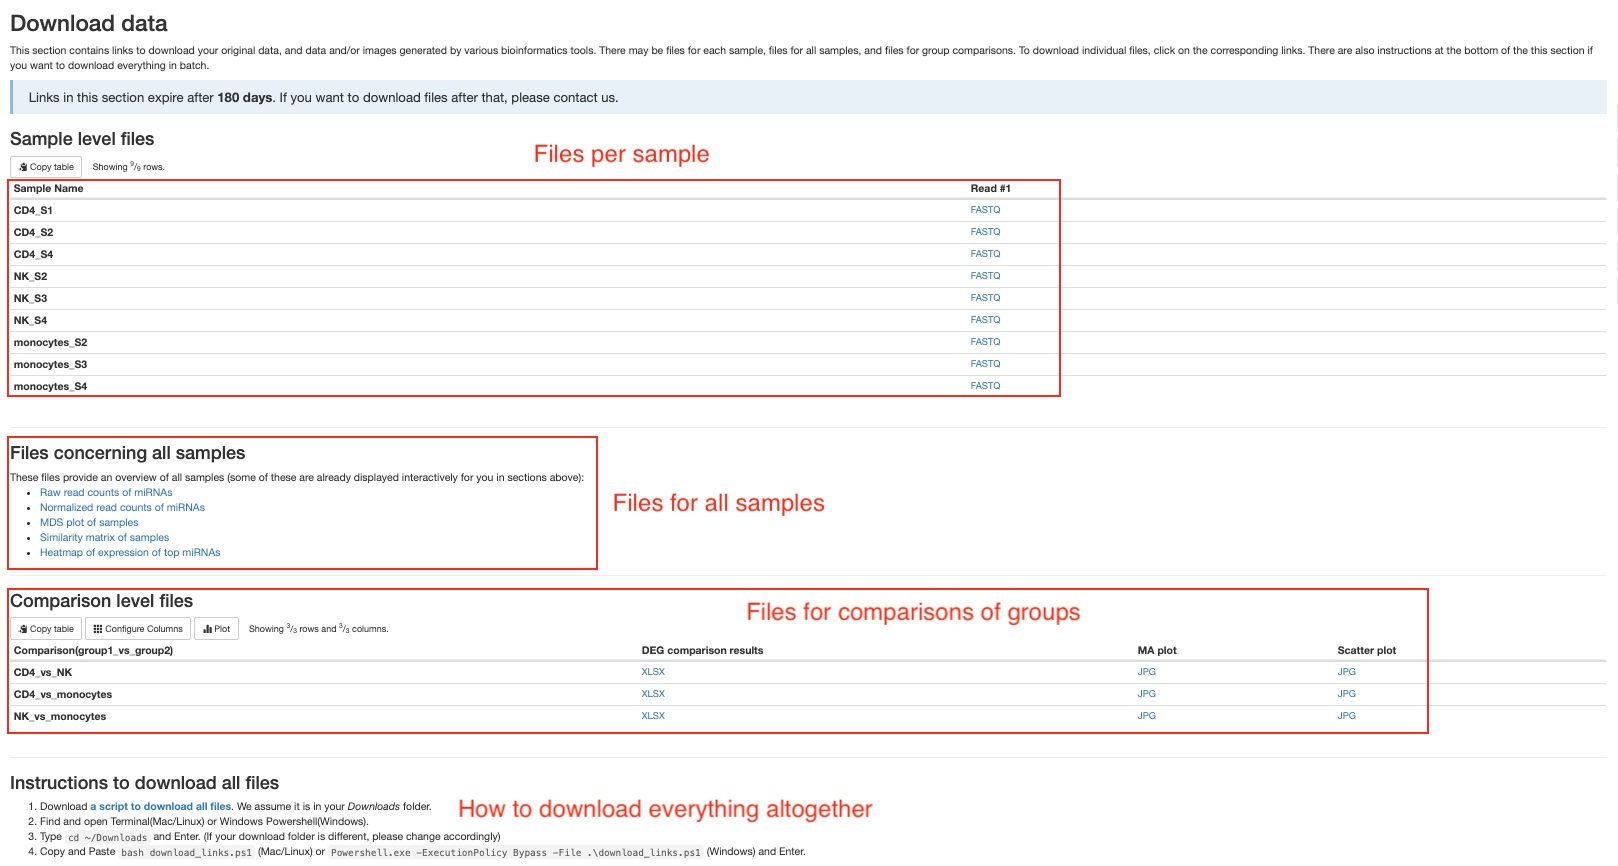 Download data
This section contains links to download your original data, and data and/or images generated by various bioinformatics tools. There may be files for each sample, files for all samples, and files for group comparisons. To download individual files, click on the corresponding links. There are also instructions at the bottom of the this section if
you want to download everything in batch.
Links in this section expire after 180 days. If you want to download files after that, please contact us.
Sample level files
Files per sample
Copy table Showing 9/9 rows.
Sample Name Read #1
CD4_S1 FASTQ
CD4_S2 FASTQ
CD4_S4 FASTQ
NK_S2 FASTQ
NK_S3 FASTQ
NK_S4 FASTQ
monocytes_S2 FASTQ
monocytes_S3 FASTQ
monocytes_S4 FASTQ
Files concerning all samples
These files provide an overview of all samples (some of these are already displayed interactively for you in sections above):
• Raw read counts of miRNAs
• Normalized read counts of miRNAs
Files for all samples
• MDS plot of samples
• Similarity matrix of samples
• Heatmap of expression of top miRNAs
Comparison level files
Files for comparisons of groups
Copy table Configure Columns Plot Showing 3/3 rows and 3/3 columns.
Comparison(group1_vs_group2) DEG comparison results MA plot Scatter plot
CD4_vs_NK XLSX JPG JPG
CD4_vs_monocytes XLSX JPG JPG
NK_vs_monocytes XLSX JPG JPG
Instructions to download all files
1. Download a script to download all files. We assume it is in your Downloads folder.
How to download everything altogether
2. Find and open Terminal(Mac/Linux) or Windows Powershell(Windows).
3. Type cd ~/Downloads and Enter. (If your download folder is different, please change accordingly)
4. Copy and Paste bash download_links.ps1 (Mac/Linux) or Powershell.exe -ExecutionPolicy Bypass -File .\download_links.ps1 (Windows) and Enter.